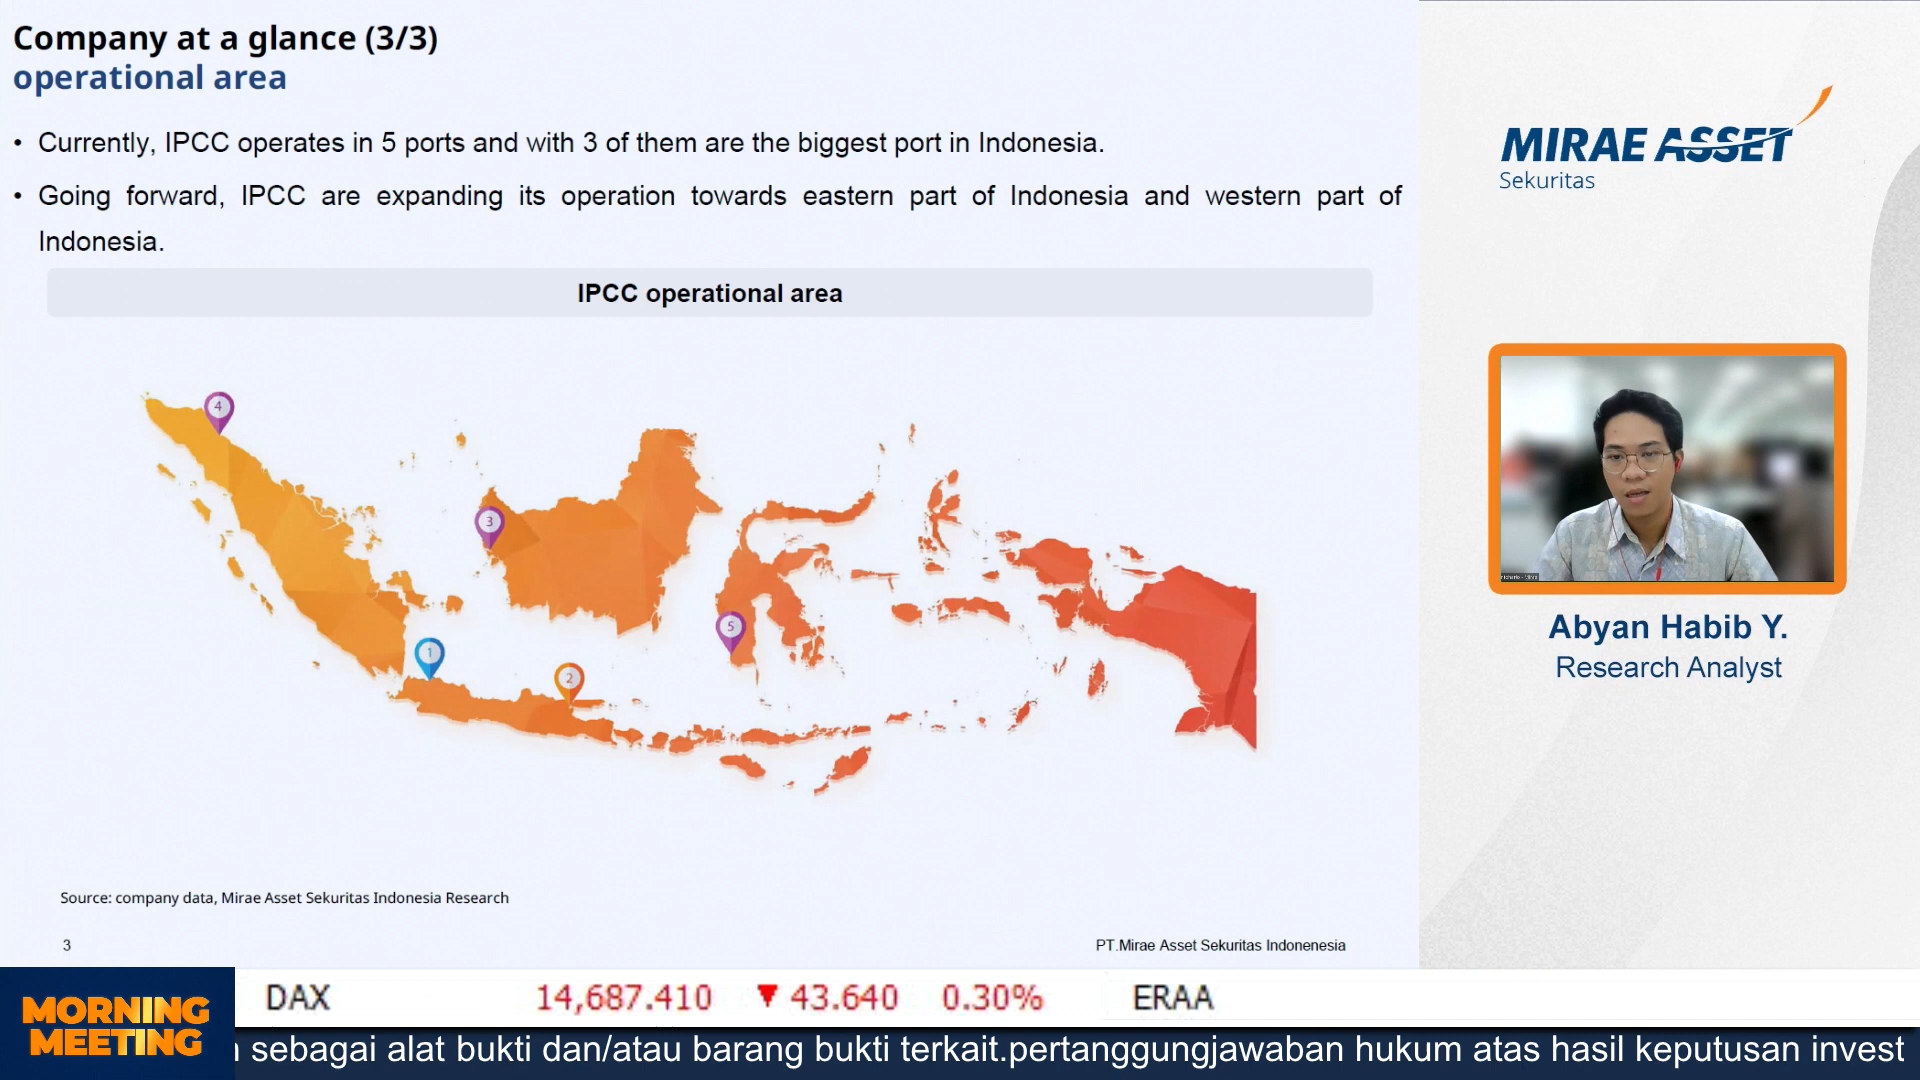 Company at a glance (3/3)
operational area
• Currently, IPCC operates in 5 ports and with 3 of them are the biggest port in Indonesia.
• Going forward, IPCC are expanding its operation towards eastern part of Indonesia and western part of
Indonesia.
IPCC operational area
4
3
5
1
2
Source: company data, Mirae Asset Sekuritas Indonesia Research
3
PT.Mirae Asset Sekuritas Indonenesia
MIRAE ASSET
Sekuritas
Abyan Habib Y.
Research Analyst
MORNING
MEETING
DAX 14,687.410 ▼ 43.640 0.30% ERAA
sebagai alat bukti dan/atau barang bukti terkait.pertanggungjawaban hukum atas hasil keputusan invest